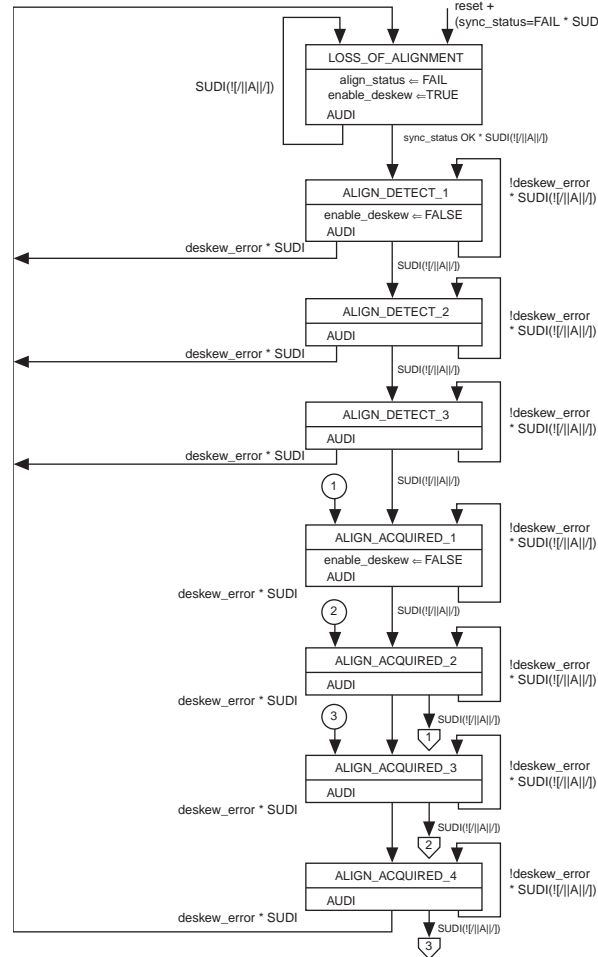 reset +
(sync_status=FAIL * SUDI
LOSS_OF_ALIGNMENT
align_status ⇐ FAIL
enable_deskew ⇐TRUE
AUDI
SUDI(![/||A||/])
sync_status OK * SUDI(![/||A||/])
ALIGN_DETECT_1
enable_deskew ⇐ FALSE
AUDI
!deskew_error
* SUDI(![/||A||/])
deskew_error * SUDI
SUDI(![/||A||/])
ALIGN_DETECT_2
AUDI
!deskew_error
* SUDI(![/||A||/])
deskew_error * SUDI
SUDI(![/||A||/])
ALIGN_DETECT_3
AUDI
!deskew_error
* SUDI(![/||A||/])
deskew_error * SUDI
SUDI(![/||A||/])
1
ALIGN_ACQUIRED_1
enable_deskew ⇐ FALSE
AUDI
!deskew_error
* SUDI(![/||A||/])
deskew_error * SUDI
SUDI(![/||A||/])
2
ALIGN_ACQUIRED_2
AUDI
!deskew_error
* SUDI(![/||A||/])
deskew_error * SUDI
SUDI(![/||A||/])
1
3
ALIGN_ACQUIRED_3
AUDI
!deskew_error
* SUDI(![/||A||/])
deskew_error * SUDI
SUDI(![/||A||/])
2
ALIGN_ACQUIRED_4
AUDI
!deskew_error
* SUDI(![/||A||/])
deskew_error * SUDI
SUDI(![/||A||/])
3